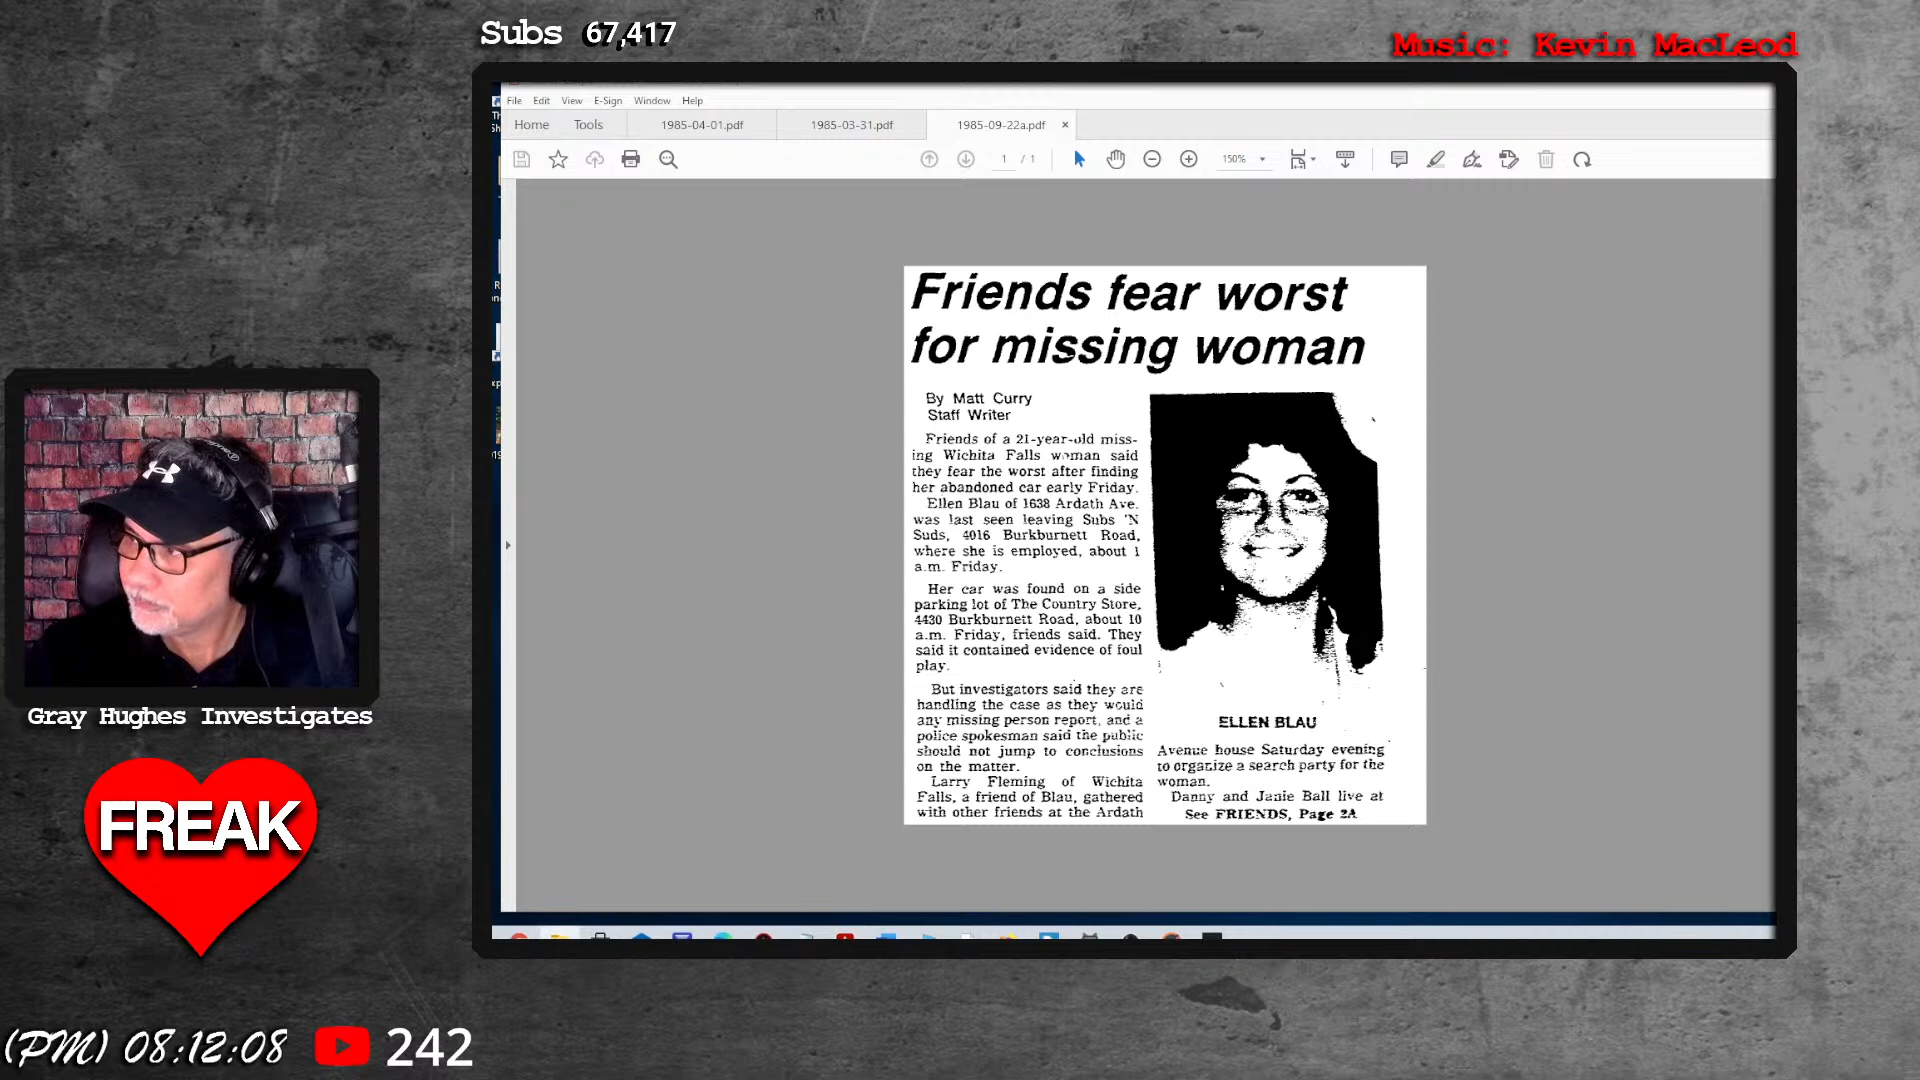 Subs 67,417
Music: Kevin MacLeod
File Edit View E-Sign Window Help
Home Tools 1985-04-01.pdf 1985-03-31.pdf 1985-09-22a.pdf ×
1 / 1 150%
Friends fear worst
for missing woman
By Matt Curry
Staff Writer
Friends of a 21-year-old miss-
ing Wichita Falls woman said
they fear the worst after finding
her abandoned car early Friday.
Ellen Blau of 1638 Ardath Ave.
was last seen leaving Subs 'N
Suds, 4016 Burkburnett Road,
where she is employed, about 1
a.m. Friday.
Her car was found on a side
parking lot of The Country Store,
4430 Burkburnett Road, about 10
a.m. Friday, friends said. They
said it contained evidence of foul
play.
But investigators said they are
handling the case as they would
any missing person report, and a
police spokesman said the public
should not jump to conclusions
on the matter.
Larry Fleming of Wichita
Falls, a friend of Blau, gathered
with other friends at the Ardath
ELLEN BLAU
Avenue house Saturday evening
to organize a search party for the
woman.
Danny and Janie Ball live at
See FRIENDS, Page 2A
Gray Hughes Investigates
FREAK
(PM) 08:12:08 242